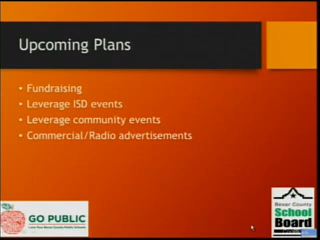 Upcoming Plans
• Fundraising
• Leverage ISD events
• Leverage community events
• Commercial/Radio advertisements
GO PUBLIC
Bexar County
School
Board